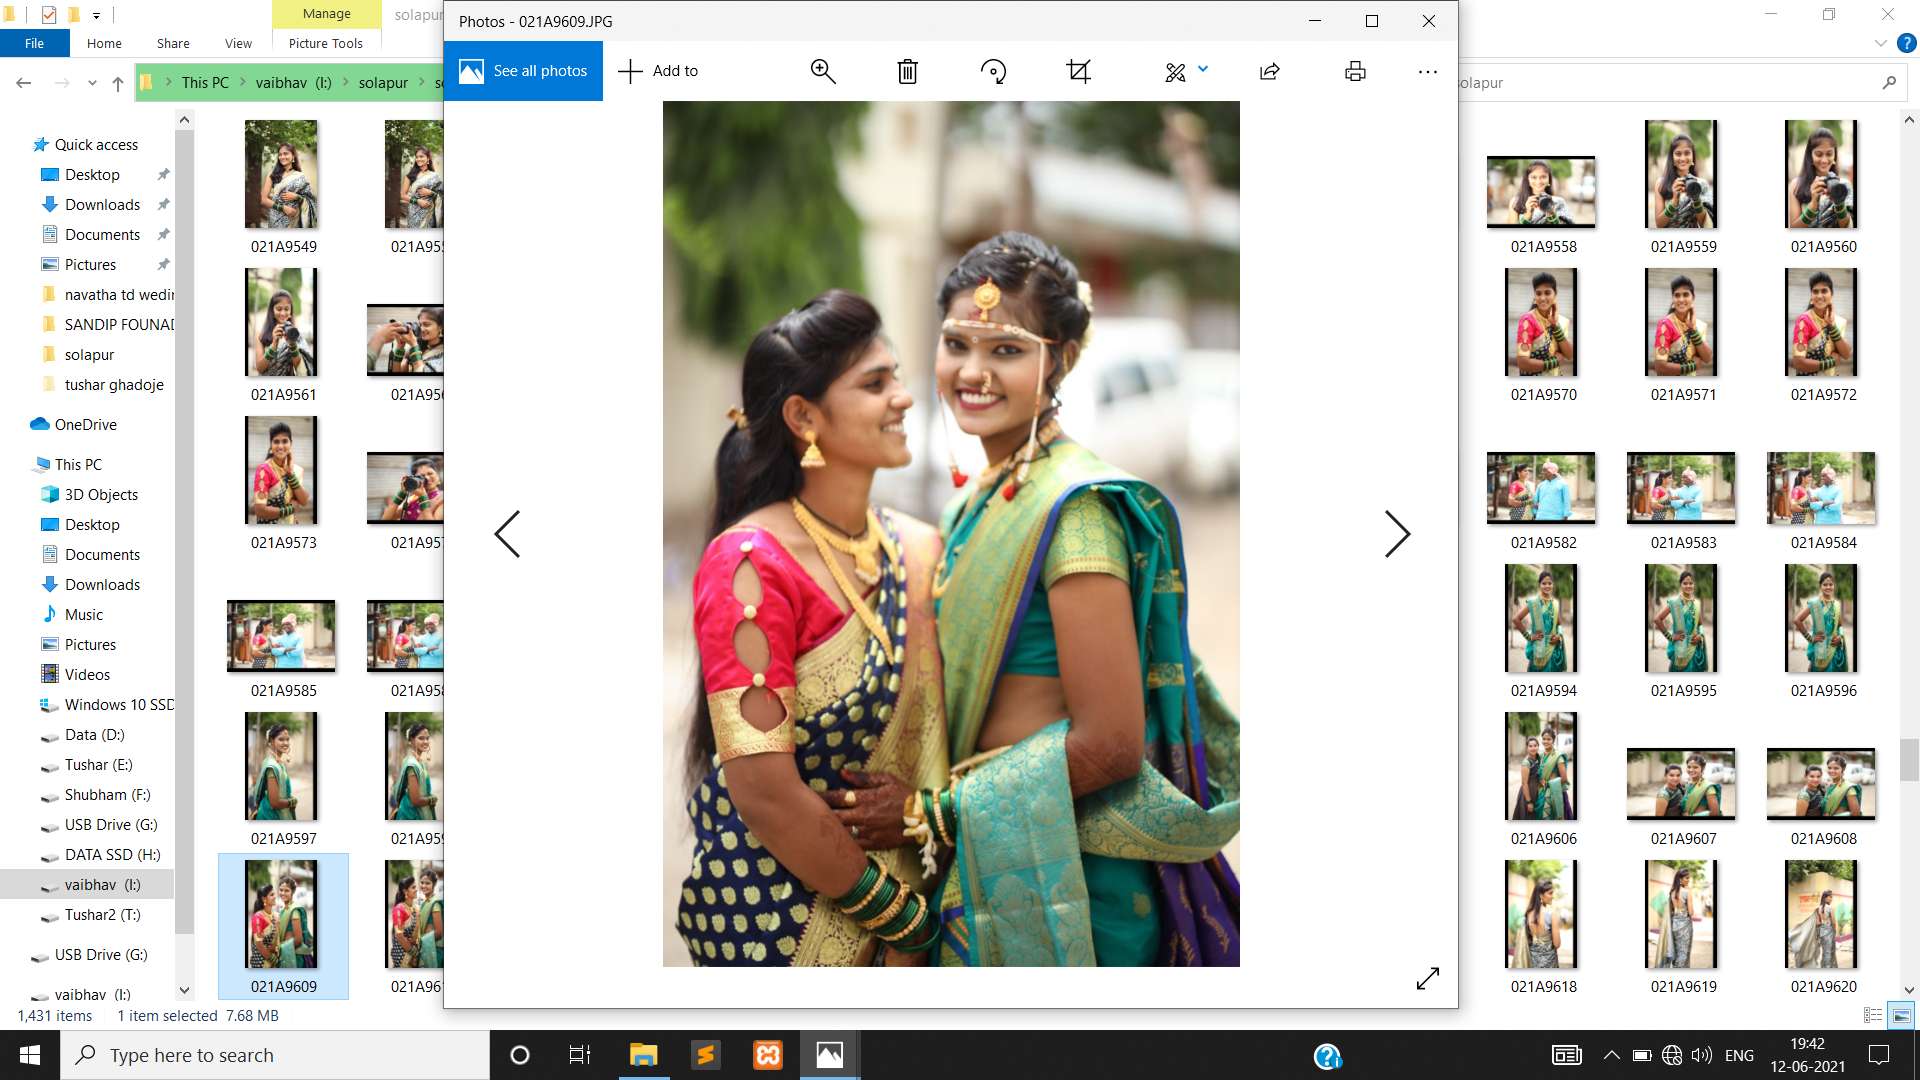 Manage
solapur
File
Home
Share
View
Picture Tools
This PC
vaibhav (I:)
solapur
Photos - 021A9609.JPG
See all photos
Add to
solapur
Quick access
Desktop
Downloads
Documents
Pictures
navatha td wedin
SANDIP FOUNAD
solapur
tushar ghadoje
OneDrive
This PC
3D Objects
Desktop
Documents
Downloads
Music
Pictures
Videos
Windows 10 SSD
Data (D:)
Tushar (E:)
Shubham (F:)
USB Drive (G:)
DATA SSD (H:)
vaibhav (I:)
Tushar2 (T:)
USB Drive (G:)
vaibhav (I:)
021A9549
021A955
021A9558
021A9559
021A9560
021A9561
021A956
021A9570
021A9571
021A9572
021A9573
021A957
021A9582
021A9583
021A9584
021A9585
021A958
021A9594
021A9595
021A9596
021A9597
021A959
021A9606
021A9607
021A9608
021A9609
021A961
021A9618
021A9619
021A9620
1,431 items
1 item selected 7.68 MB
Type here to search
ENG
19:42
12-06-2021